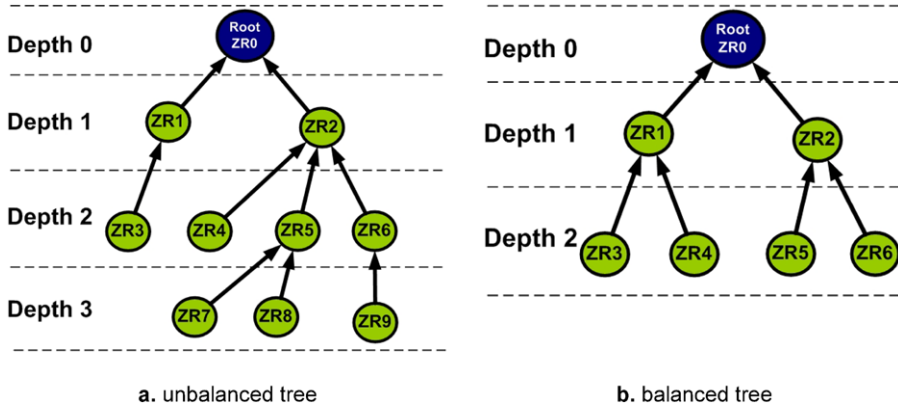 Depth 0
Root
ZR0
Depth 1
ZR1
ZR2
Depth 2
ZR3
ZR4
ZR5
ZR6
Depth 3
ZR7
ZR8
ZR9
a. unbalanced tree
Depth 0
Root
ZR0
Depth 1
ZR1
ZR2
Depth 2
ZR3
ZR4
ZR5
ZR6
b. balanced tree